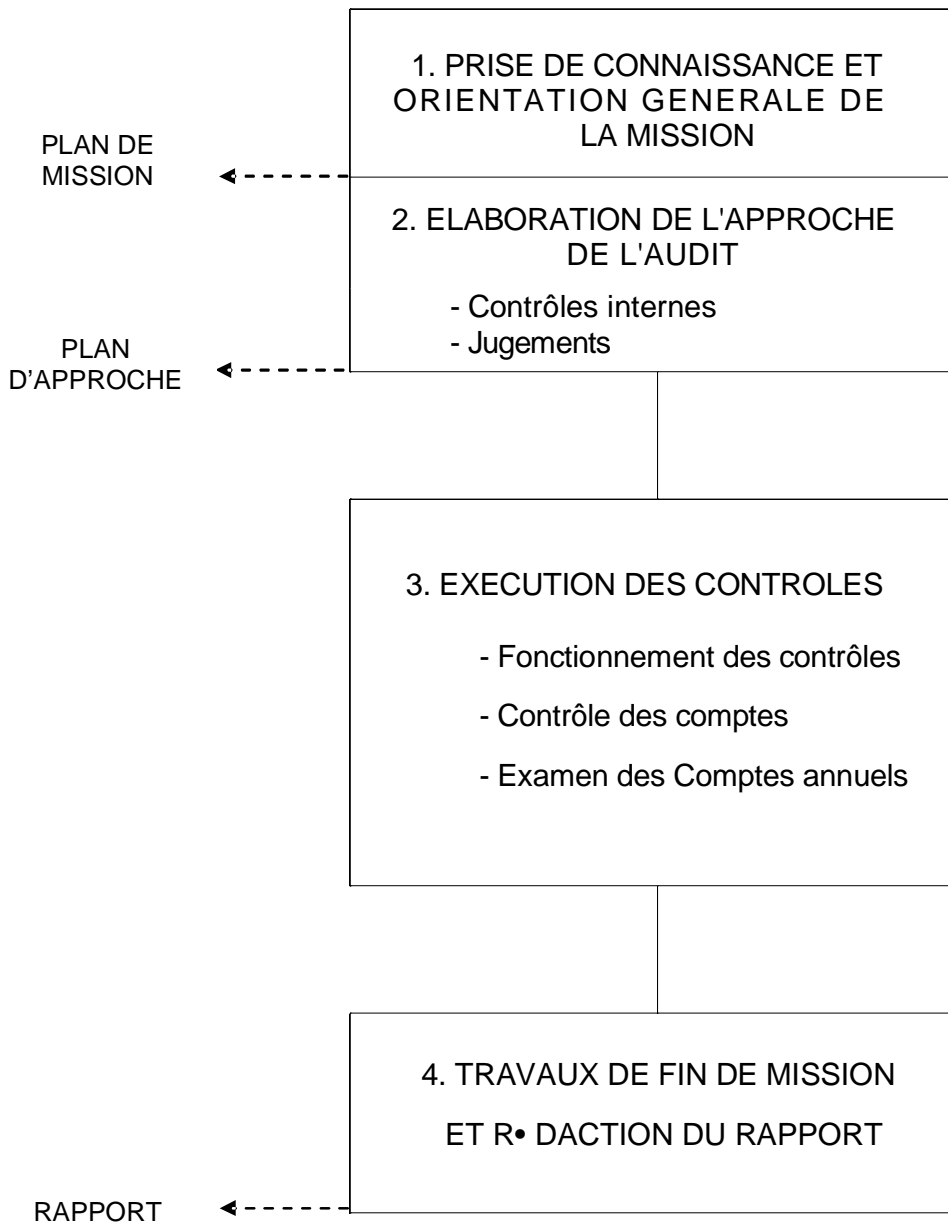 1. PRISE DE CONNAISSANCE ET
ORIENTATION GENERALE DE
LA MISSION
PLAN DE
MISSION
2. ELABORATION DE L'APPROCHE
DE L'AUDIT
- Contrôles internes
- Jugements
PLAN
D’APPROCHE
3. EXECUTION DES CONTROLES
- Fonctionnement des contrôles
- Contrôle des comptes
- Examen des Comptes annuels
4. TRAVAUX DE FIN DE MISSION
ET R• DACTION DU RAPPORT
RAPPORT